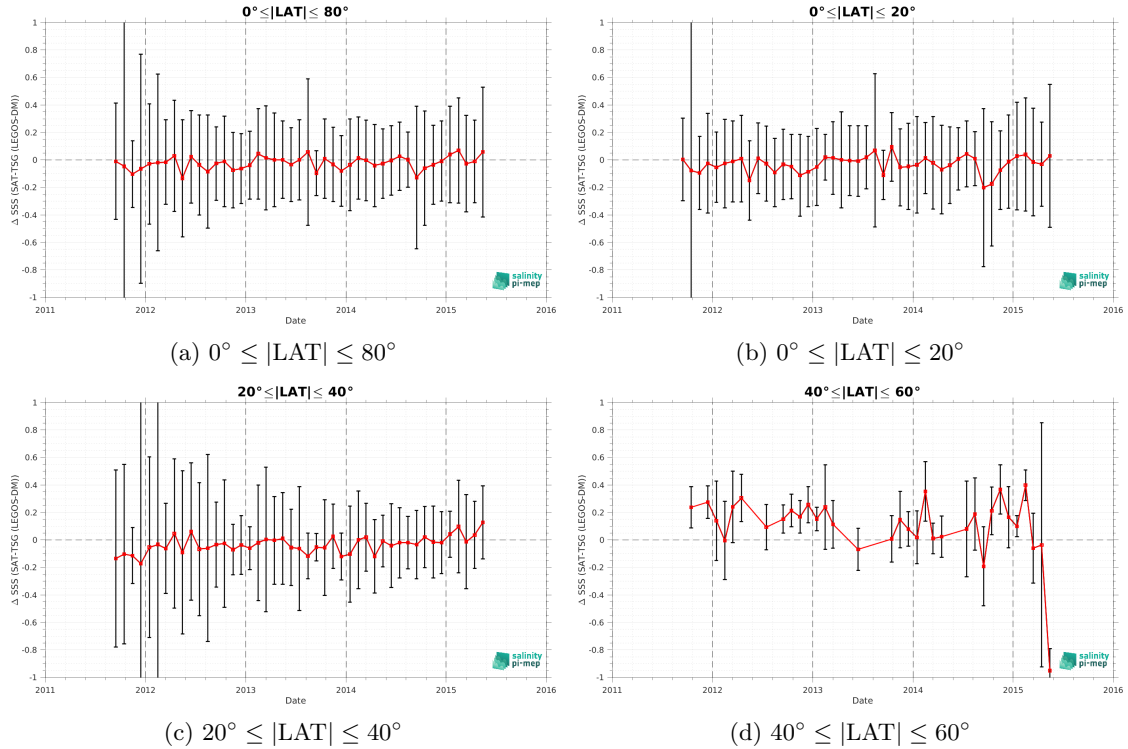 0°≤|LAT|≤ 80°
Δ SSS (SAT-TSG (LEGOS-DM))
1
0.8
0.6
0.4
0.2
0
-0.2
-0.4
-0.6
-0.8
-1
2011 2012 2013 2014 2015 2016
Date
salinity
pi-mep
(a) 0° ≤ |LAT| ≤ 80°
0°≤|LAT|≤ 20°
Δ SSS (SAT-TSG (LEGOS-DM))
1
0.8
0.6
0.4
0.2
0
-0.2
-0.4
-0.6
-0.8
-1
2011 2012 2013 2014 2015 2016
Date
salinity
pi-mep
(b) 0° ≤ |LAT| ≤ 20°
20°≤|LAT|≤ 40°
Δ SSS (SAT-TSG (LEGOS-DM))
1
0.8
0.6
0.4
0.2
0
-0.2
-0.4
-0.6
-0.8
-1
2011 2012 2013 2014 2015 2016
Date
salinity
pi-mep
(c) 20° ≤ |LAT| ≤ 40°
40°≤|LAT|≤ 60°
Δ SSS (SAT-TSG (LEGOS-DM))
1
0.8
0.6
0.4
0.2
0
-0.2
-0.4
-0.6
-0.8
-1
2011 2012 2013 2014 2015 2016
Date
salinity
pi-mep
(d) 40° ≤ |LAT| ≤ 60°